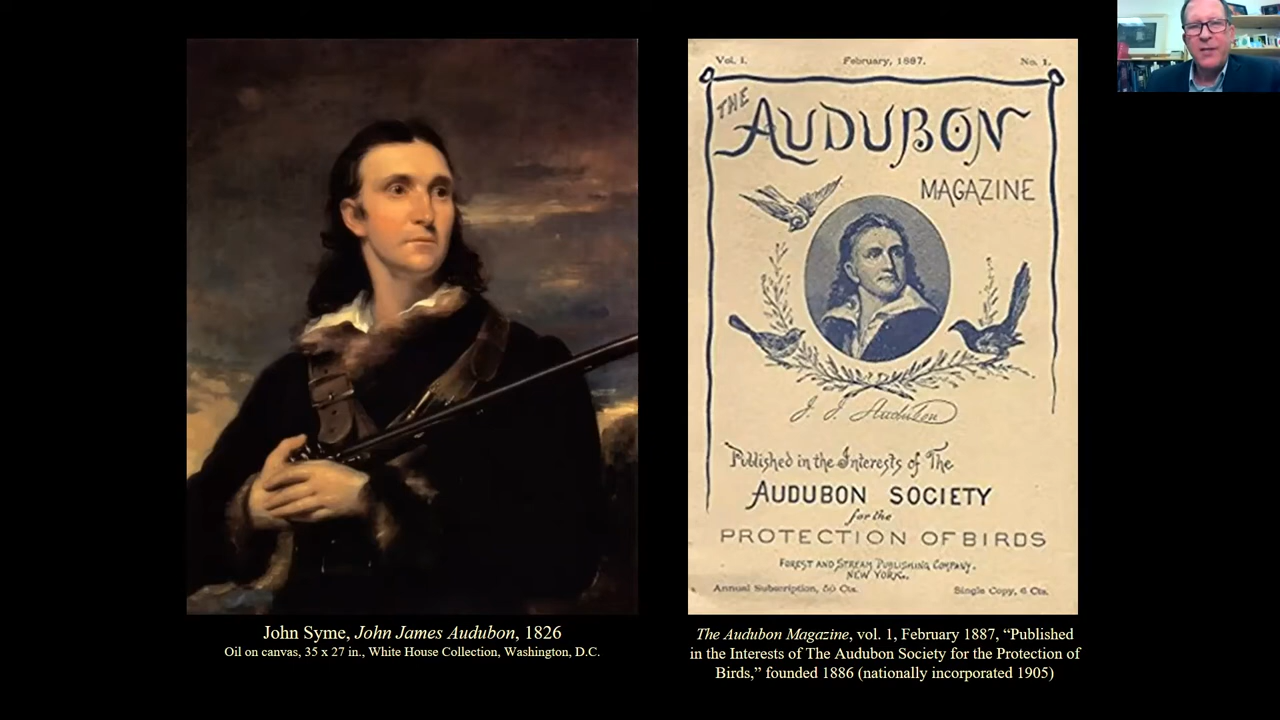 Vol. I. February, 1887. No. 1.
THE
AUDUBON
MAGAZINE
J. J. Audubon
Published in the Interests of The
AUDUBON SOCIETY
for the
PROTECTION OF BIRDS
FOREST AND STREAM PUBLISHING COMPANY.
NEW YORK.
Annual Subscription, 50 Cts. Single Copy, 6 Cts.
John Syme, John James Audubon, 1826
Oil on canvas, 35 x 27 in., White House Collection, Washington, D.C.
The Audubon Magazine, vol. 1, February 1887, “Published
in the Interests of The Audubon Society for the Protection of
Birds,” founded 1886 (nationally incorporated 1905)